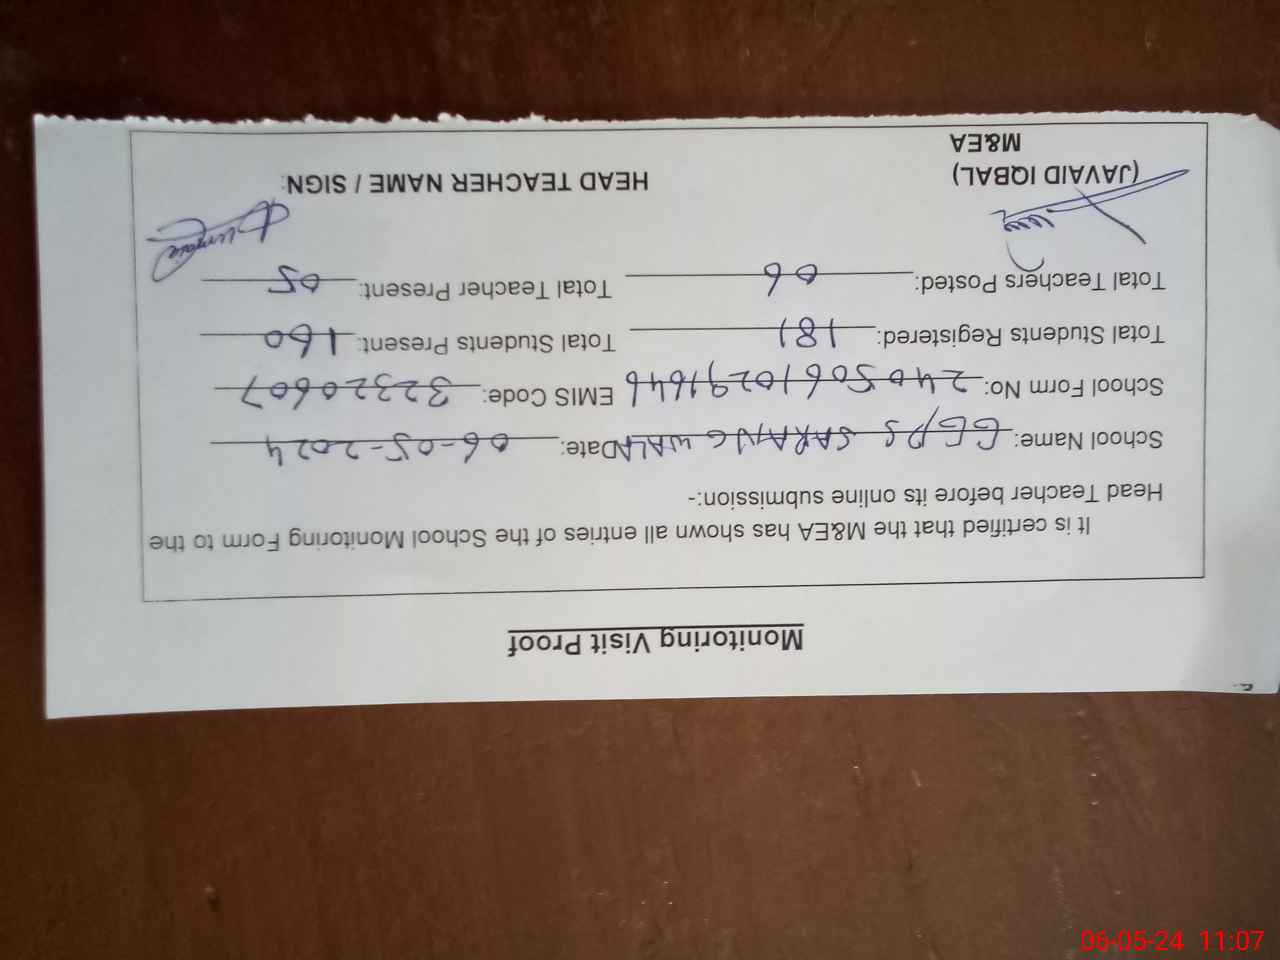 Monitoring Visit Proof
It is certified that the M&EA has shown all entries of the School Monitoring Form to the
Head Teacher before its online submission:-
School Name: GGPS SARANG WALA Date: 06-05-2024
School Form No: 24050610291646 EMIS Code: 32320607
Total Students Registered: 181 Total Students Present: 160
Total Teachers Posted: 06 Total Teacher Present: 05
(JAVAID IQBAL) HEAD TEACHER NAME / SIGN:
M&EA
06-05-24 11:07